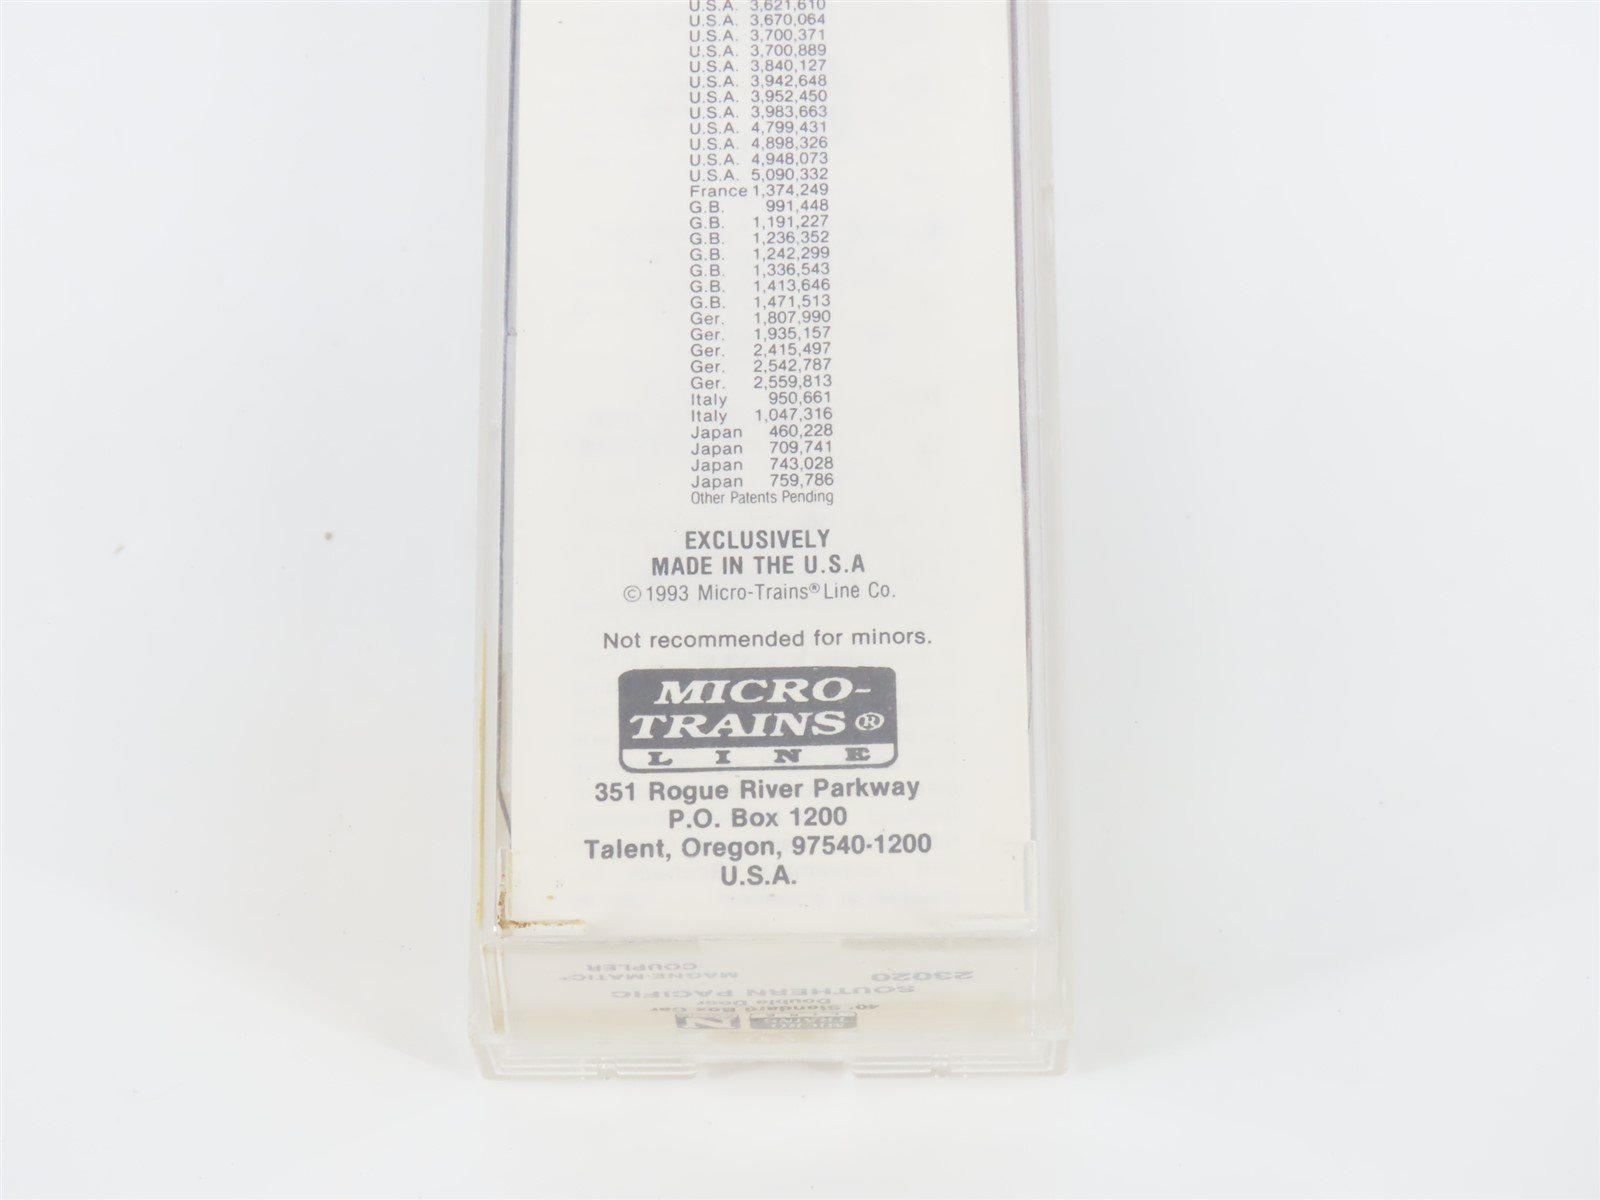 U.S.A. 3,621,610
U.S.A. 3,670,064
U.S.A. 3,700,371
U.S.A. 3,700,889
U.S.A. 3,840,127
U.S.A. 3,942,648
U.S.A. 3,952,450
U.S.A. 3,983,663
U.S.A. 4,799,431
U.S.A. 4,898,326
U.S.A. 4,948,073
U.S.A. 5,090,332
France 1,374,249
G.B. 991,448
G.B. 1,191,227
G.B. 1,236,352
G.B. 1,242,299
G.B. 1,336,543
G.B. 1,413,646
G.B. 1,471,513
Ger. 1,807,990
Ger. 1,935,157
Ger. 2,415,497
Ger. 2,542,787
Ger. 2,559,813
Italy 950,661
Italy 1,047,316
Japan 460,228
Japan 709,741
Japan 743,028
Japan 759,786
Other Patents Pending
EXCLUSIVELY
MADE IN THE U.S.A
©1993 Micro-Trains® Line Co.
Not recommended for minors.
MICRO-
TRAINS®
LINE
351 Rogue River Parkway
P.O. Box 1200
Talent, Oregon, 97540-1200
U.S.A.
MICRO-TRAINS LINE N
40' Standard Box Car
Double Door
SOUTHERN PACIFIC
23020 MAGNE-MATIC®
COUPLER